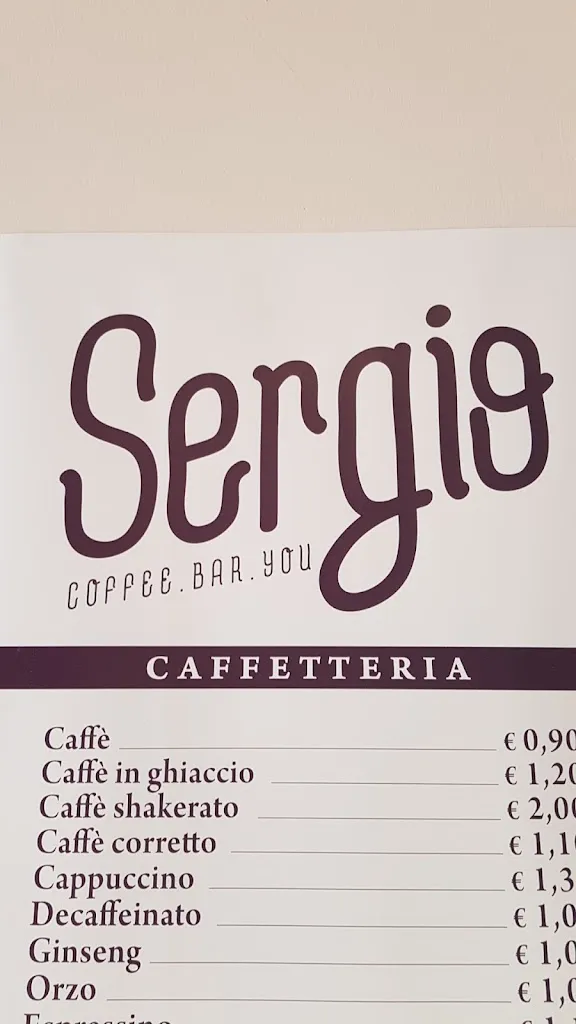 Sergio
COFFEE.BAR.YOU
CAFFETTERIA
Caffè € 0,90
Caffè in ghiaccio € 1,20
Caffè shakerato € 2,00
Caffè corretto € 1,1
Cappuccino € 1,3
Decaffeinato € 1,0
Ginseng € 1,0
Orzo € 1,0
Espressino